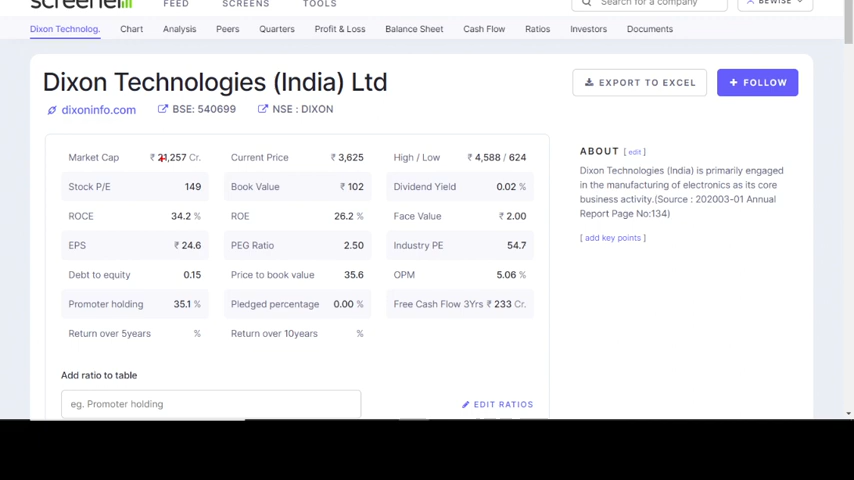 screener
FEED
SCREENS
TOOLS
Search for a company
BEWISE
Dixon Technolog.
Chart
Analysis
Peers
Quarters
Profit & Loss
Balance Sheet
Cash Flow
Ratios
Investors
Documents
Dixon Technologies (India) Ltd
EXPORT TO EXCEL
+ FOLLOW
dixoninfo.com
BSE: 540699
NSE : DIXON
Market Cap ₹ 21,257 Cr.
Current Price ₹ 3,625
High / Low ₹ 4,588 / 624
Stock P/E 149
Book Value ₹ 102
Dividend Yield 0.02 %
ROCE 34.2 %
ROE 26.2 %
Face Value ₹ 2.00
EPS ₹ 24.6
PEG Ratio 2.50
Industry PE 54.7
Debt to equity 0.15
Price to book value 35.6
OPM 5.06 %
Promoter holding 35.1 %
Pledged percentage 0.00 %
Free Cash Flow 3Yrs ₹ 233 Cr.
Return over 5years %
Return over 10years %
Add ratio to table
eg. Promoter holding
EDIT RATIOS
ABOUT [ edit ]
Dixon Technologies (India) is primarily engaged
in the manufacturing of electronics as its core
business activity.(Source : 202003-01 Annual
Report Page No:134)
[ add key points ]